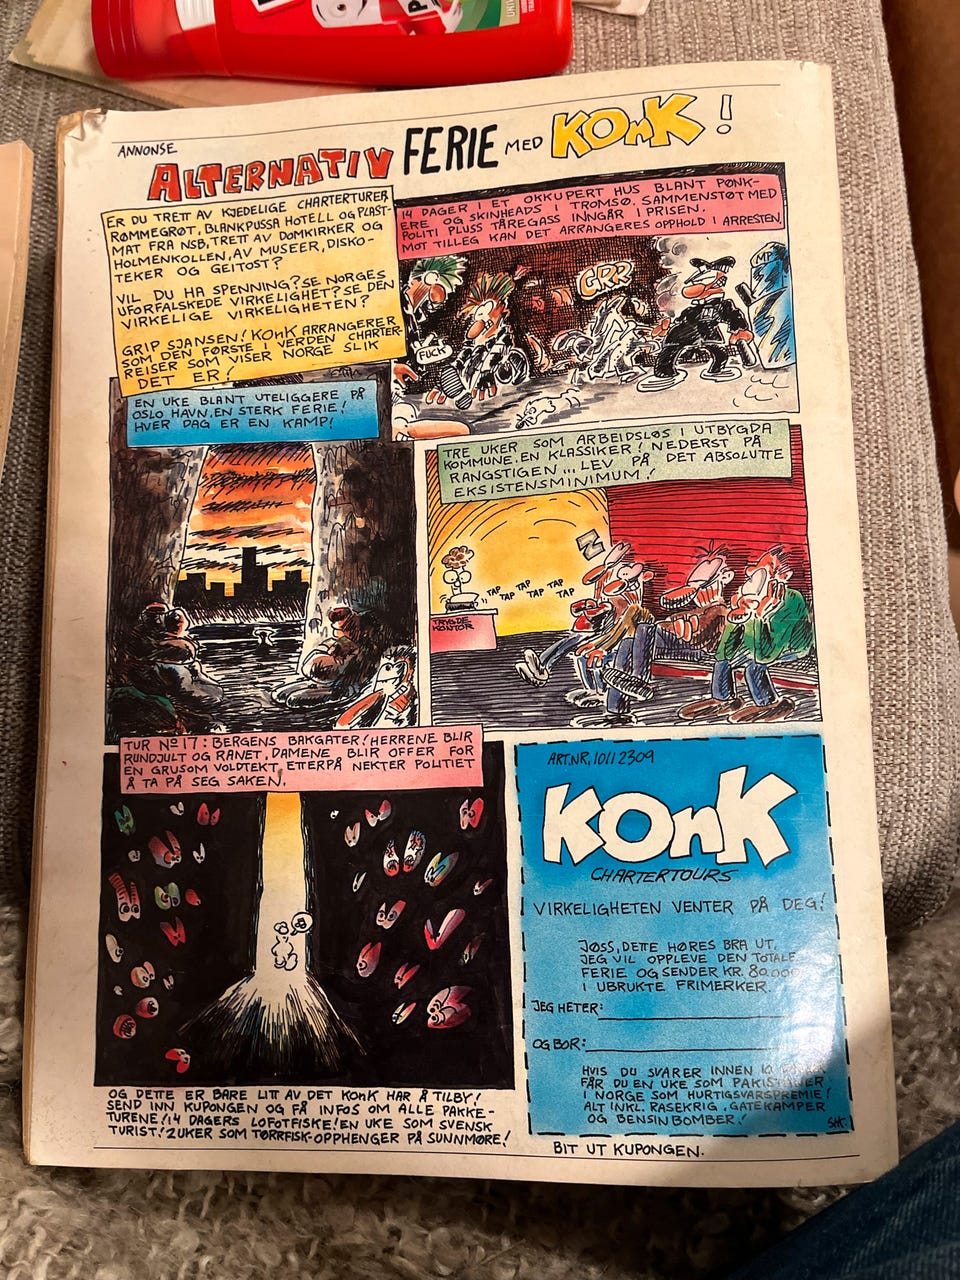 ANNONSE
ALTERNATIV FERIE MED KONK!
ER DU TRETT AV KJEDELIGE CHARTERTURER,
RØMMEGRØT, BLANKPUSSA HOTELL OG PLAST-
MAT FRA NSB, TRETT AV DOMKIRKER OG
HOLMENKOLLEN, AV MUSEER, DISKO-
TEKER OG GEITOST?
VIL DU HA SPENNING? SE NORGES
UFORFALSKEDE VIRKELIGHET? SE DEN
VIRKELIGE VIRKELIGHETEN?
GRIP SJANSEN! KONK ARRANGERER
SOM DEN FØRSTE I VERDEN CHARTER-
REISER SOM VISER NORGE SLIK
DET ER!
14 DAGER I ET OKKUPERT HUS BLANT PØNK-
ERE OG SKINHEADS I TROMSØ. SAMMENSTØT MED
POLITI PLUSS TÅREGASS INNGÅR I PRISEN.
MOT TILLEG KAN DET ARRANGERES OPPHOLD I ARRESTEN.
GRR
MP
FUCK
EN UKE BLANT UTELIGGERE PÅ
OSLO HAVN, EN STERK FERIE!
HVER DAG ER EN KAMP!
TRE UKER SOM ARBEIDSLØS I UTBYGDA
KOMMUNE. EN KLASSIKER! NEDERST PÅ
RANGSTIGEN... LEV PÅ DET ABSOLUTTE
EKSISTENSMINIMUM!
Z
TAP TAP TAP
TAP TAP TAP
TRYGDE
KONTOR
TUR Nº 17: BERGENS BAKGATER! HERRENE BLIR
RUNDJULT OG RANET, DAMENE BLIR OFFER FOR
EN GRUSOM VOLDTEKT, ETTERPÅ NEKTER POLITIET
Å TA PÅ SEG SAKEN.
OG DETTE ER BARE LITT AV DET KONK HAR Å TILBY!
SEND INN KUPONGEN OG FÅ INFOS OM ALLE PAKKE-
TURENE! 14 DAGERS LOFOTFISKE! EN UKE SOM SVENSK
TURIST! 2 UKER SOM TØRRFISK-OPPHENGER PÅ SUNNMØRE!
ART.NR. 1011 2309
KONK
CHARTERTOURS
VIRKELIGHETEN VENTER PÅ DEG!
JØSS, DETTE HØRES BRA UT,
JEG VIL OPPLEVE DEN TOTALE
FERIE OG SENDER KR. 80.000
I UBRUKTE FRIMERKER.
JEG HETER:
OG BOR:
HVIS DU SVARER INNEN 10 DAGER
FÅR DU EN UKE SOM PAKISTANER
I NORGE SOM HURTIGSVARSPREMIE!
ALT INKL. RASEKRIG, GATEKAMPER
OG BENSINBOMBER!
BIT UT KUPONGEN.